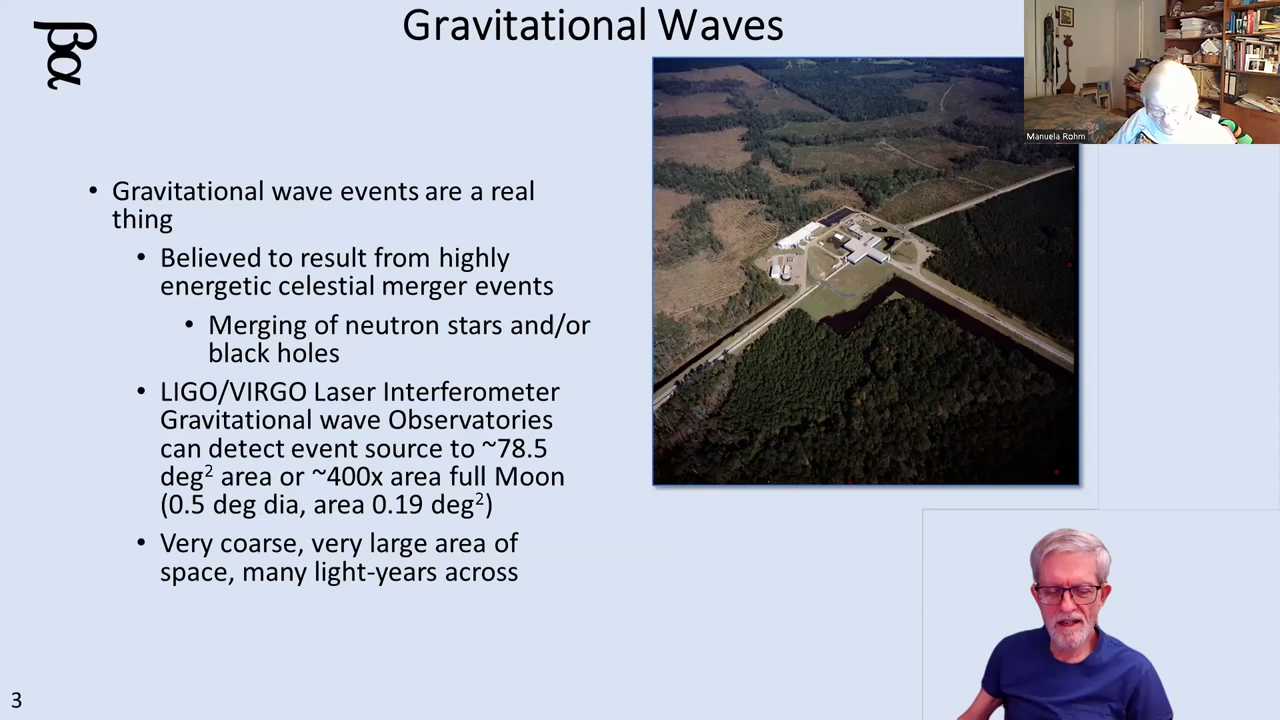 Gravitational Waves
βα
Manuela Rohm
• Gravitational wave events are a real
thing
• Believed to result from highly
energetic celestial merger events
• Merging of neutron stars and/or
black holes
• LIGO/VIRGO Laser Interferometer
Gravitational wave Observatories
can detect event source to ~78.5
deg² area or ~400x area full Moon
(0.5 deg dia, area 0.19 deg²)
• Very coarse, very large area of
space, many light-years across
3